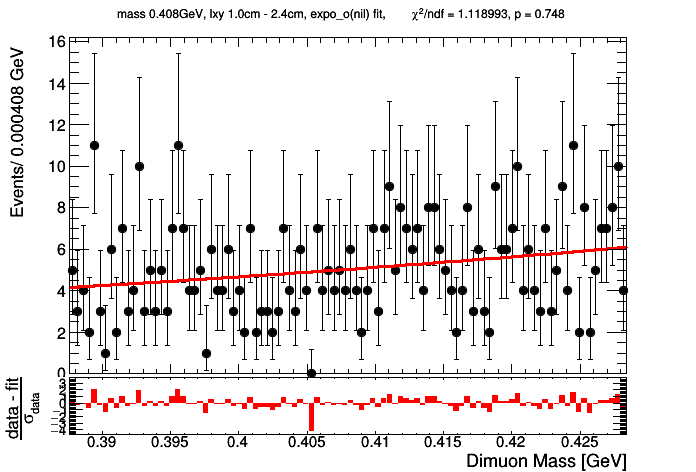 mass 0.408GeV, lxy 1.0cm - 2.4cm, expo_o(nil) fit, χ²/ndf = 1.118993, p = 0.748
Events/ 0.000408 GeV
16
14
12
10
8
6
4
2
0
data - fit
σdata
3
0.39 0.395 0.4 0.405 0.41 0.415 0.42 0.425
Dimuon Mass [GeV]